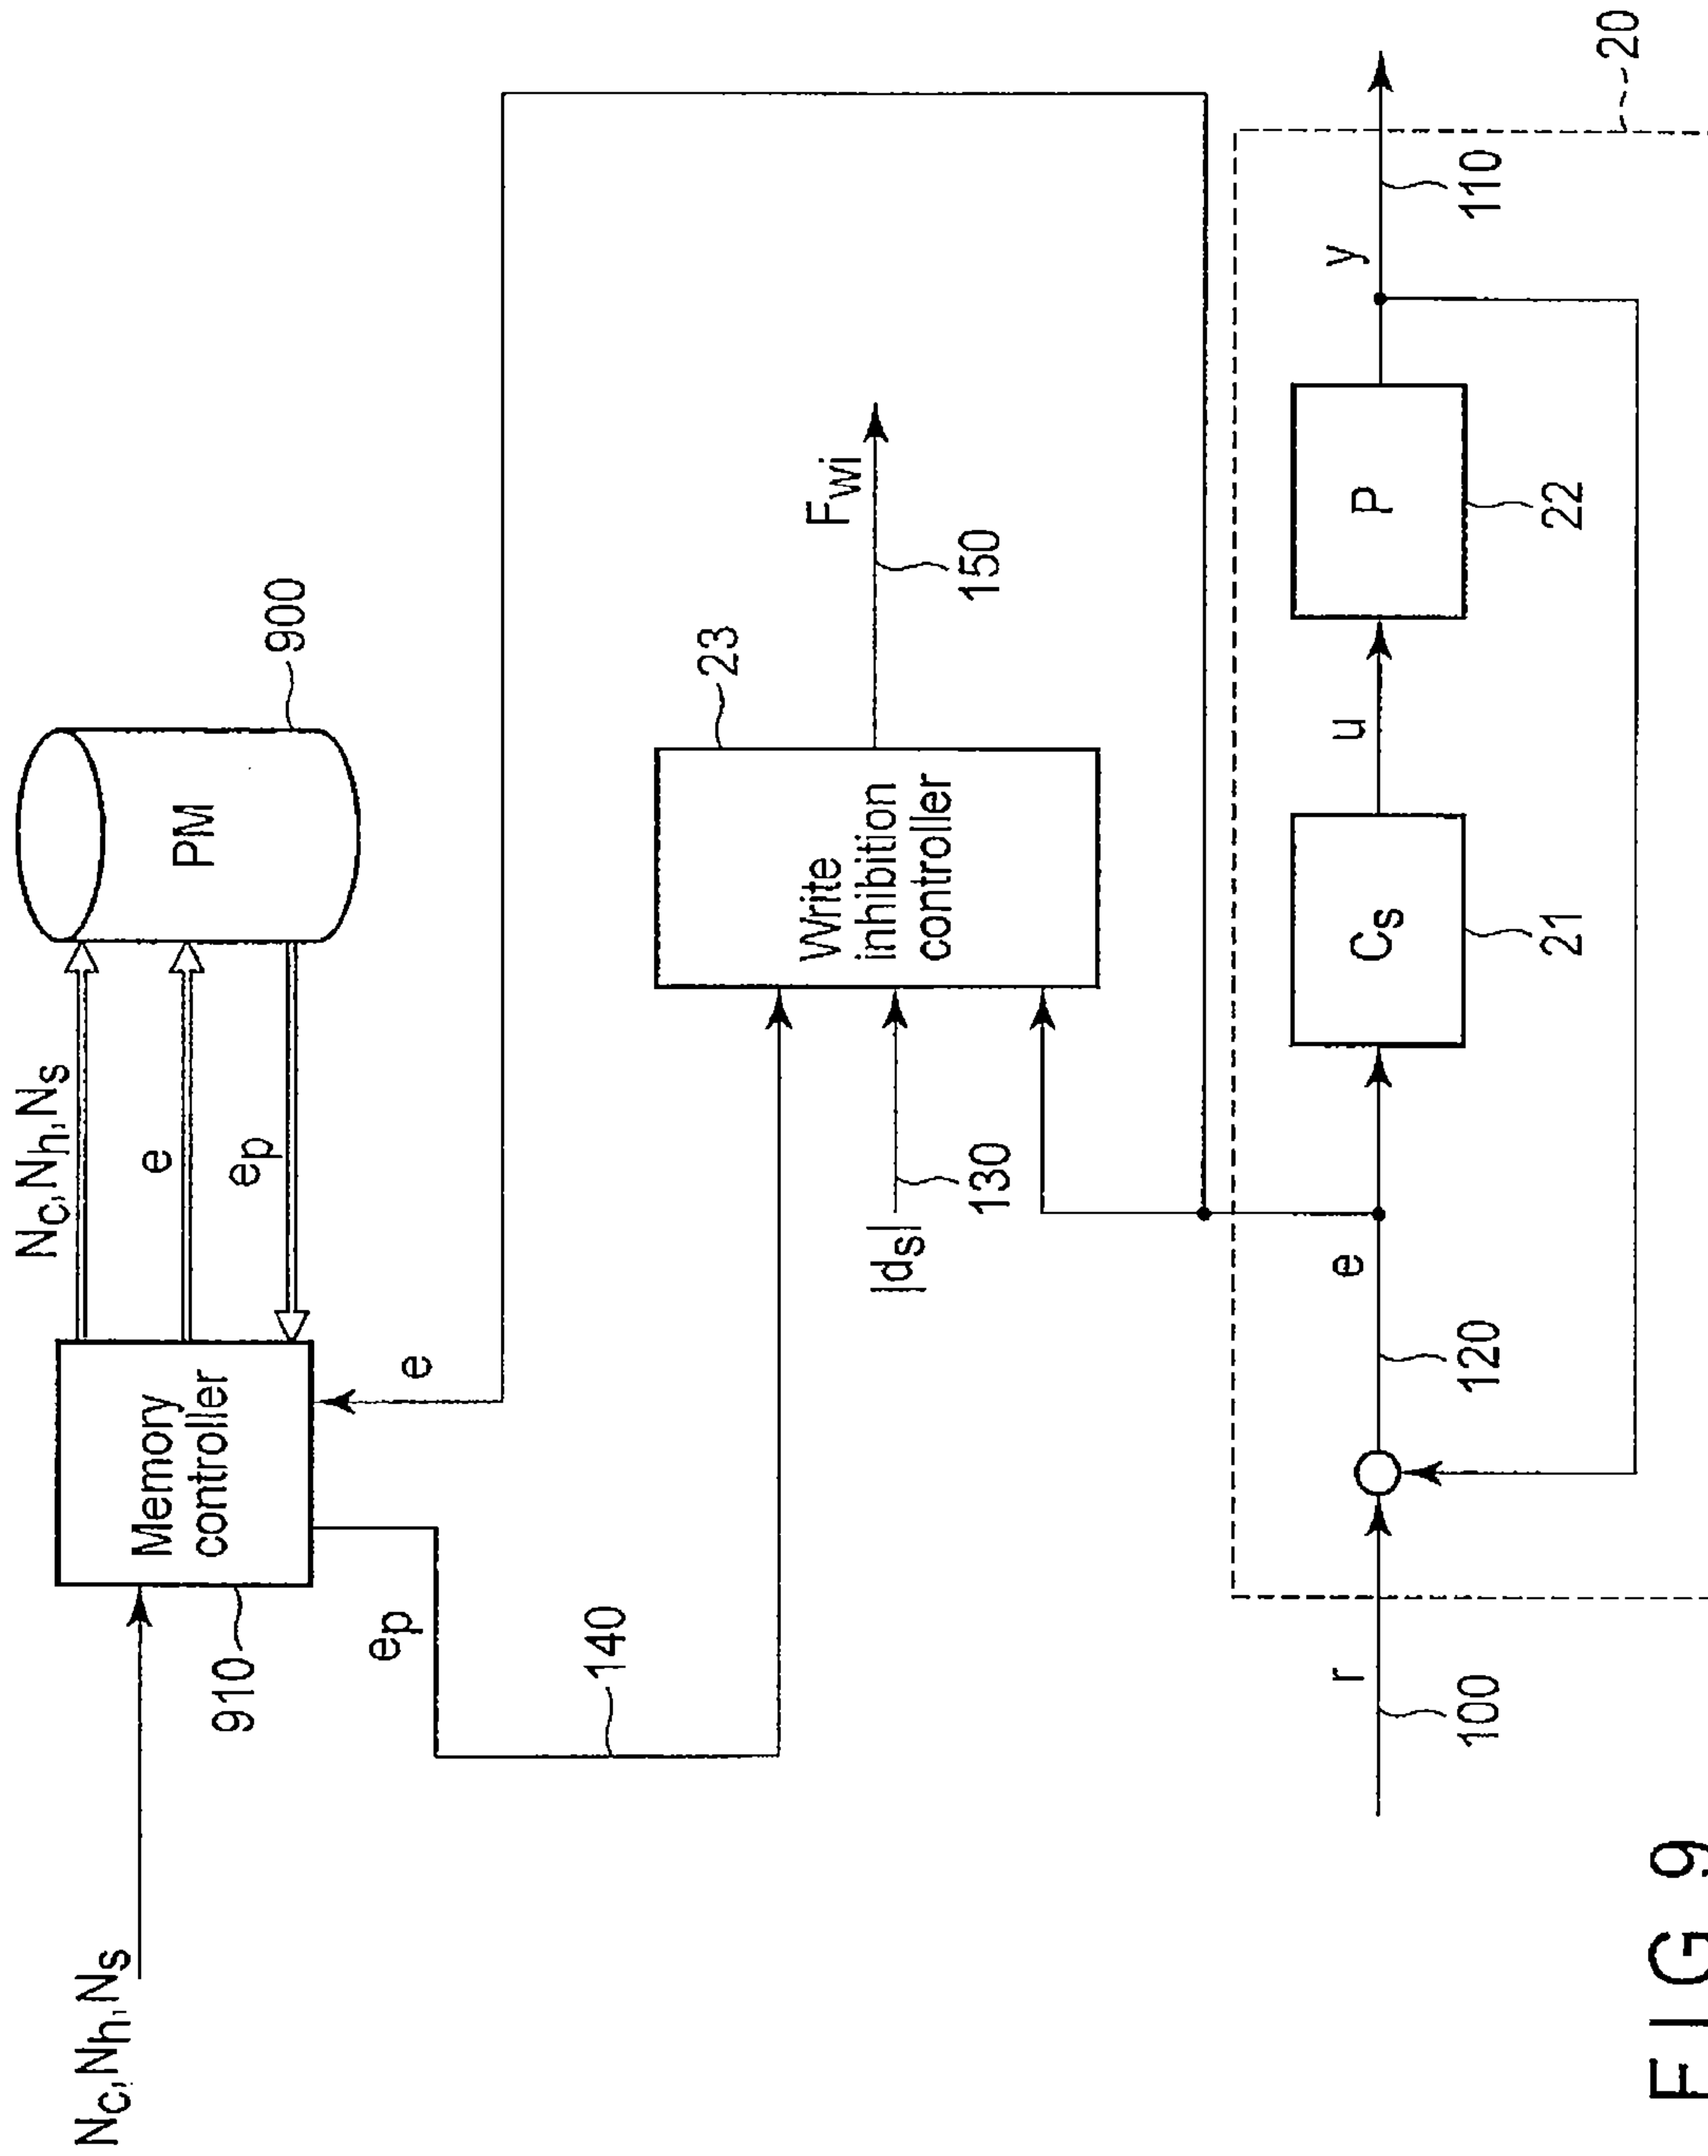 Nc,Nh,Ns
Memory
controller
910
Nc,Nh,Ns
e
ep
PM
900
e
ep
140
|ds|
130
Write
inhibition
controller
23
Fwi
150
r
100
e
120
Cs
21
u
P
22
y
110
20
FIG 9